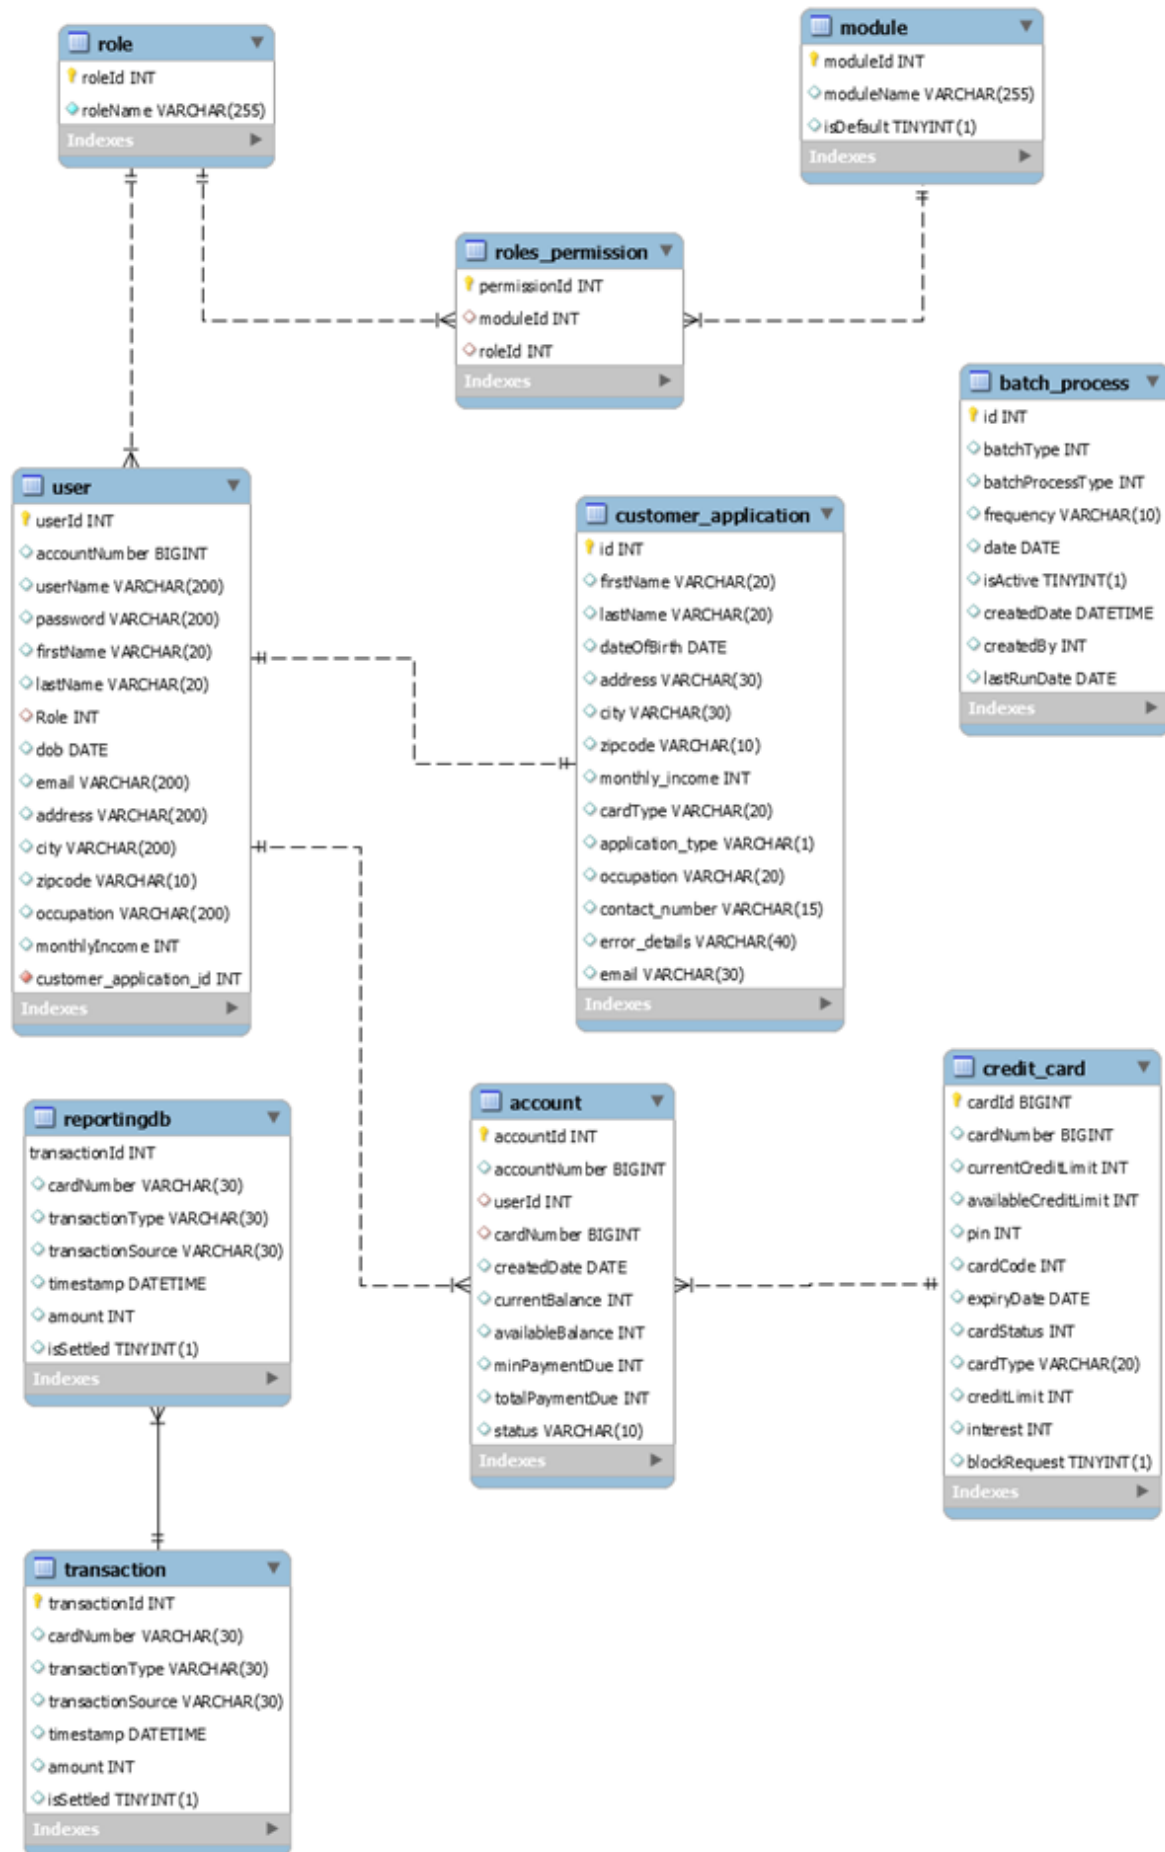 role
roleId INT
roleName VARCHAR(255)
Indexes
module
moduleId INT
moduleName VARCHAR(255)
isDefault TINYINT(1)
Indexes
roles_permission
permissionId INT
moduleId INT
roleId INT
Indexes
batch_process
id INT
batchType INT
batchProcessType INT
frequency VARCHAR(10)
date DATE
isActive TINYINT(1)
createdDate DATETIME
createdBy INT
lastRunDate DATE
Indexes
user
userId INT
accountNumber BIGINT
userName VARCHAR(200)
password VARCHAR(200)
firstName VARCHAR(20)
lastName VARCHAR(20)
Role INT
dob DATE
email VARCHAR(200)
address VARCHAR(200)
city VARCHAR(200)
zipcode VARCHAR(10)
occupation VARCHAR(200)
monthlyIncome INT
customer_application_id INT
Indexes
customer_application
id INT
firstName VARCHAR(20)
lastName VARCHAR(20)
dateOfBirth DATE
address VARCHAR(30)
city VARCHAR(30)
zipcode VARCHAR(10)
monthly_income INT
cardType VARCHAR(20)
application_type VARCHAR(1)
occupation VARCHAR(20)
contact_number VARCHAR(15)
error_details VARCHAR(40)
email VARCHAR(30)
Indexes
reportingdb
transactionId INT
cardNumber VARCHAR(30)
transactionType VARCHAR(30)
transactionSource VARCHAR(30)
timestamp DATETIME
amount INT
isSettled TINYINT(1)
Indexes
account
accountId INT
accountNumber BIGINT
userId INT
cardNumber BIGINT
createdDate DATE
currentBalance INT
availableBalance INT
minPaymentDue INT
totalPaymentDue INT
status VARCHAR(10)
Indexes
credit_card
cardId BIGINT
cardNumber BIGINT
currentCreditLimit INT
availableCreditLimit INT
pin INT
cardCode INT
expiryDate DATE
cardStatus INT
cardType VARCHAR(20)
creditLimit INT
interest INT
blockRequest TINYINT(1)
Indexes
transaction
transactionId INT
cardNumber VARCHAR(30)
transactionType VARCHAR(30)
transactionSource VARCHAR(30)
timestamp DATETIME
amount INT
isSettled TINYINT(1)
Indexes